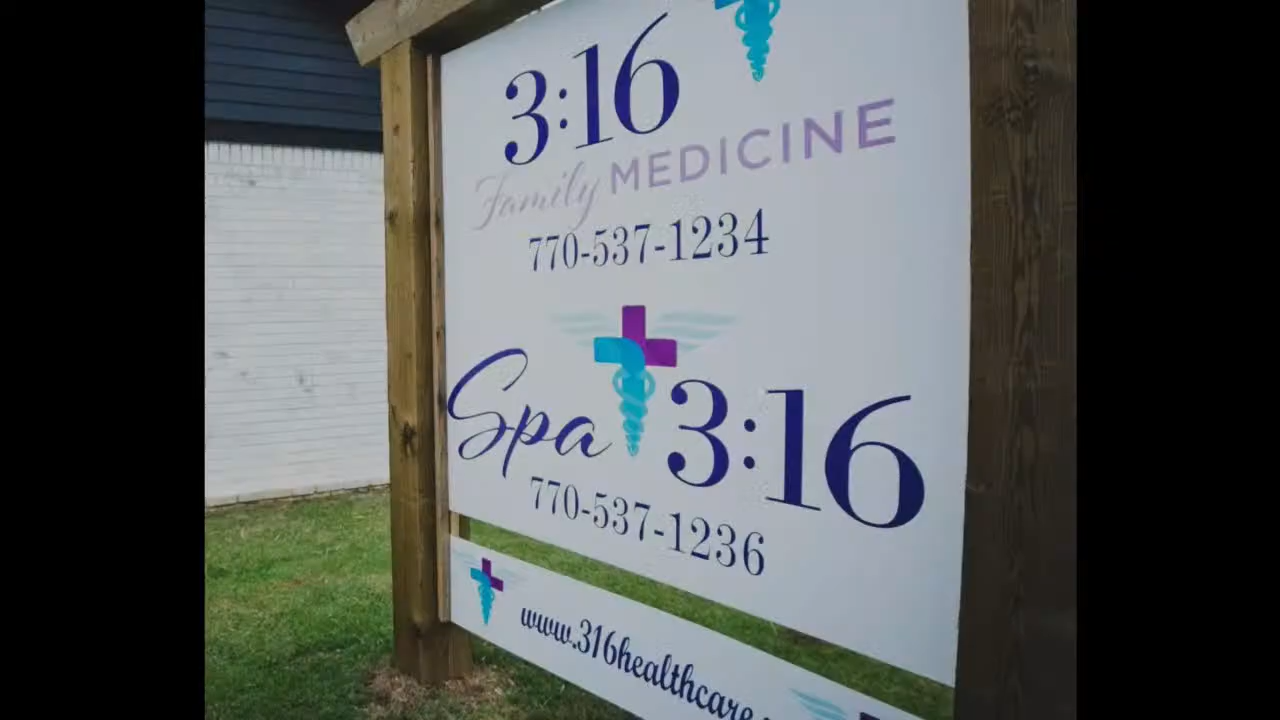 3:16
Family MEDICINE
770-537-1234
Spa 3:16
770-537-1236
www.316healthcare.